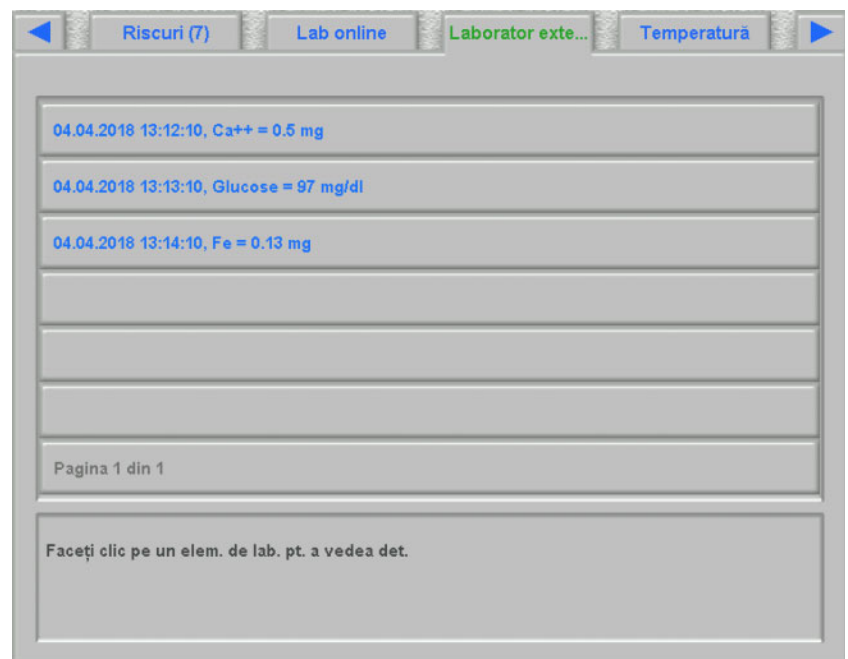 Riscuri (7) Lab online Laborator exte... Temperatură
04.04.2018 13:12:10, Ca++ = 0.5 mg
04.04.2018 13:13:10, Glucose = 97 mg/dl
04.04.2018 13:14:10, Fe = 0.13 mg
Pagina 1 din 1
Faceți clic pe un elem. de lab. pt. a vedea det.